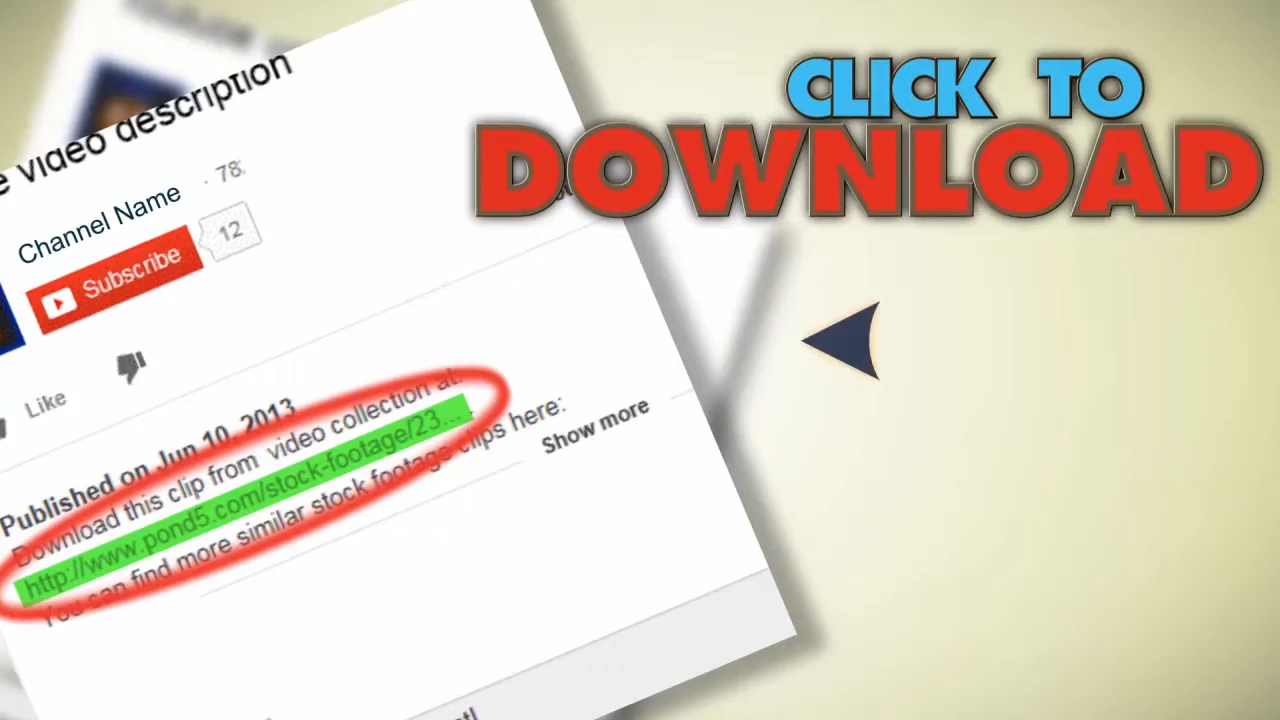 CLICK TO
DOWNLOAD
video description
Channel Name
78
Subscribe
12
Like
Published on Jun 10, 2013
Download this clip from video collection at:
http://www.pond5.com/stock-footage/23...
You can find more similar stock footage clips here:
Show more